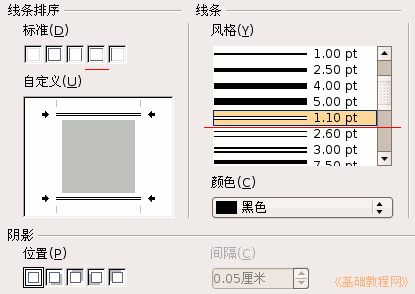 线条排序
标准(D)
自定义(U)
线条
风格(Y)
1.00 pt
2.50 pt
4.00 pt
5.00 pt
1.10 pt
2.60 pt
3.00 pt
7.50 pt
颜色(C)
黑色
阴影
位置(P)
间隔(C)
0.05厘米
《基础教程网》